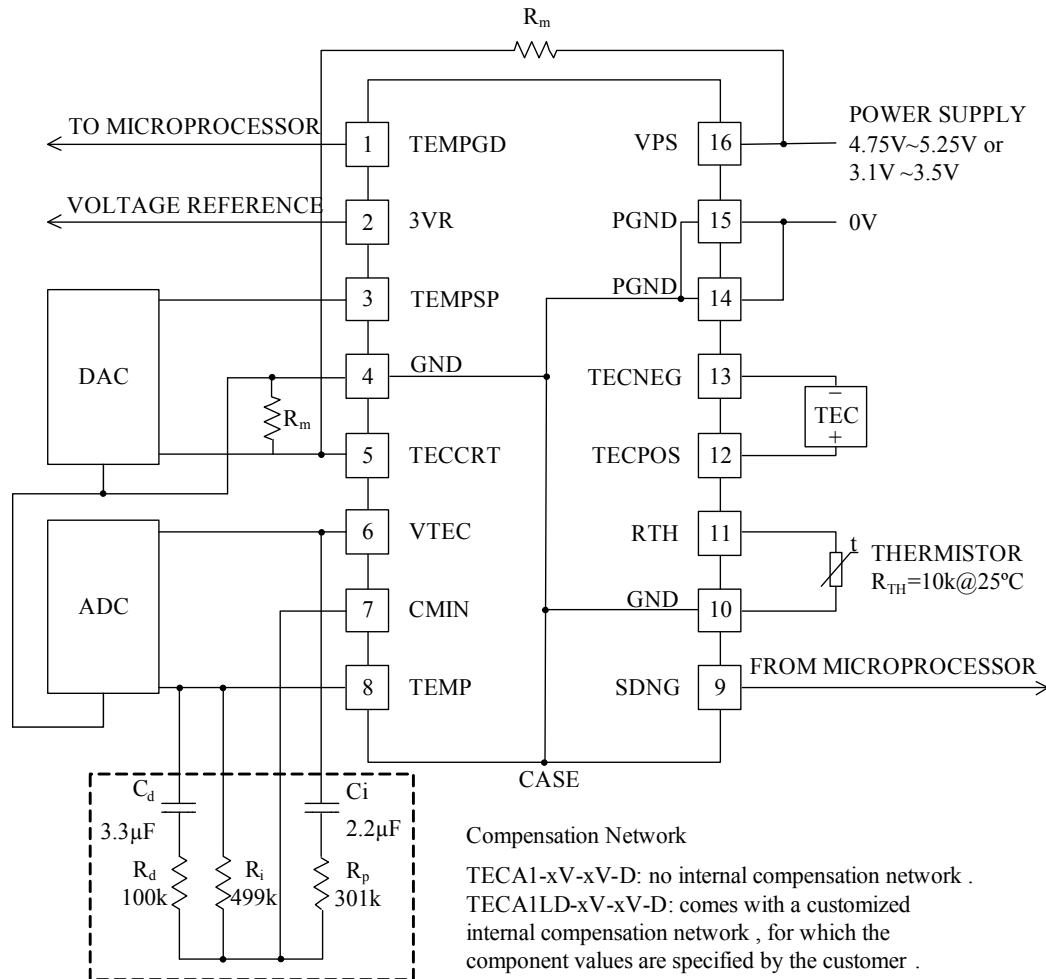 Rm
TO MICROPROCESSOR
1
TEMPGD
VPS
16
POWER SUPPLY
4.75V~5.25V or
3.1V ~3.5V
VOLTAGE REFERENCE
2
3VR
PGND
15
0V
3
TEMPSP
PGND
14
DAC
4
GND
TECNEG
13
−
TEC
+
Rm
5
TECCRT
TECPOS
12
6
VTEC
RTH
11
t
THERMISTOR
RTH=10k@25ºC
ADC
7
CMIN
GND
10
8
TEMP
SDNG
9
FROM MICROPROCESSOR
CASE
Cd
3.3µF
Ci
2.2µF
Rd
100k
Ri
499k
Rp
301k
Compensation Network
TECA1-xV-xV-D: no internal compensation network .
TECA1LD-xV-xV-D: comes with a customized
internal compensation network , for which the
component values are specified by the customer .